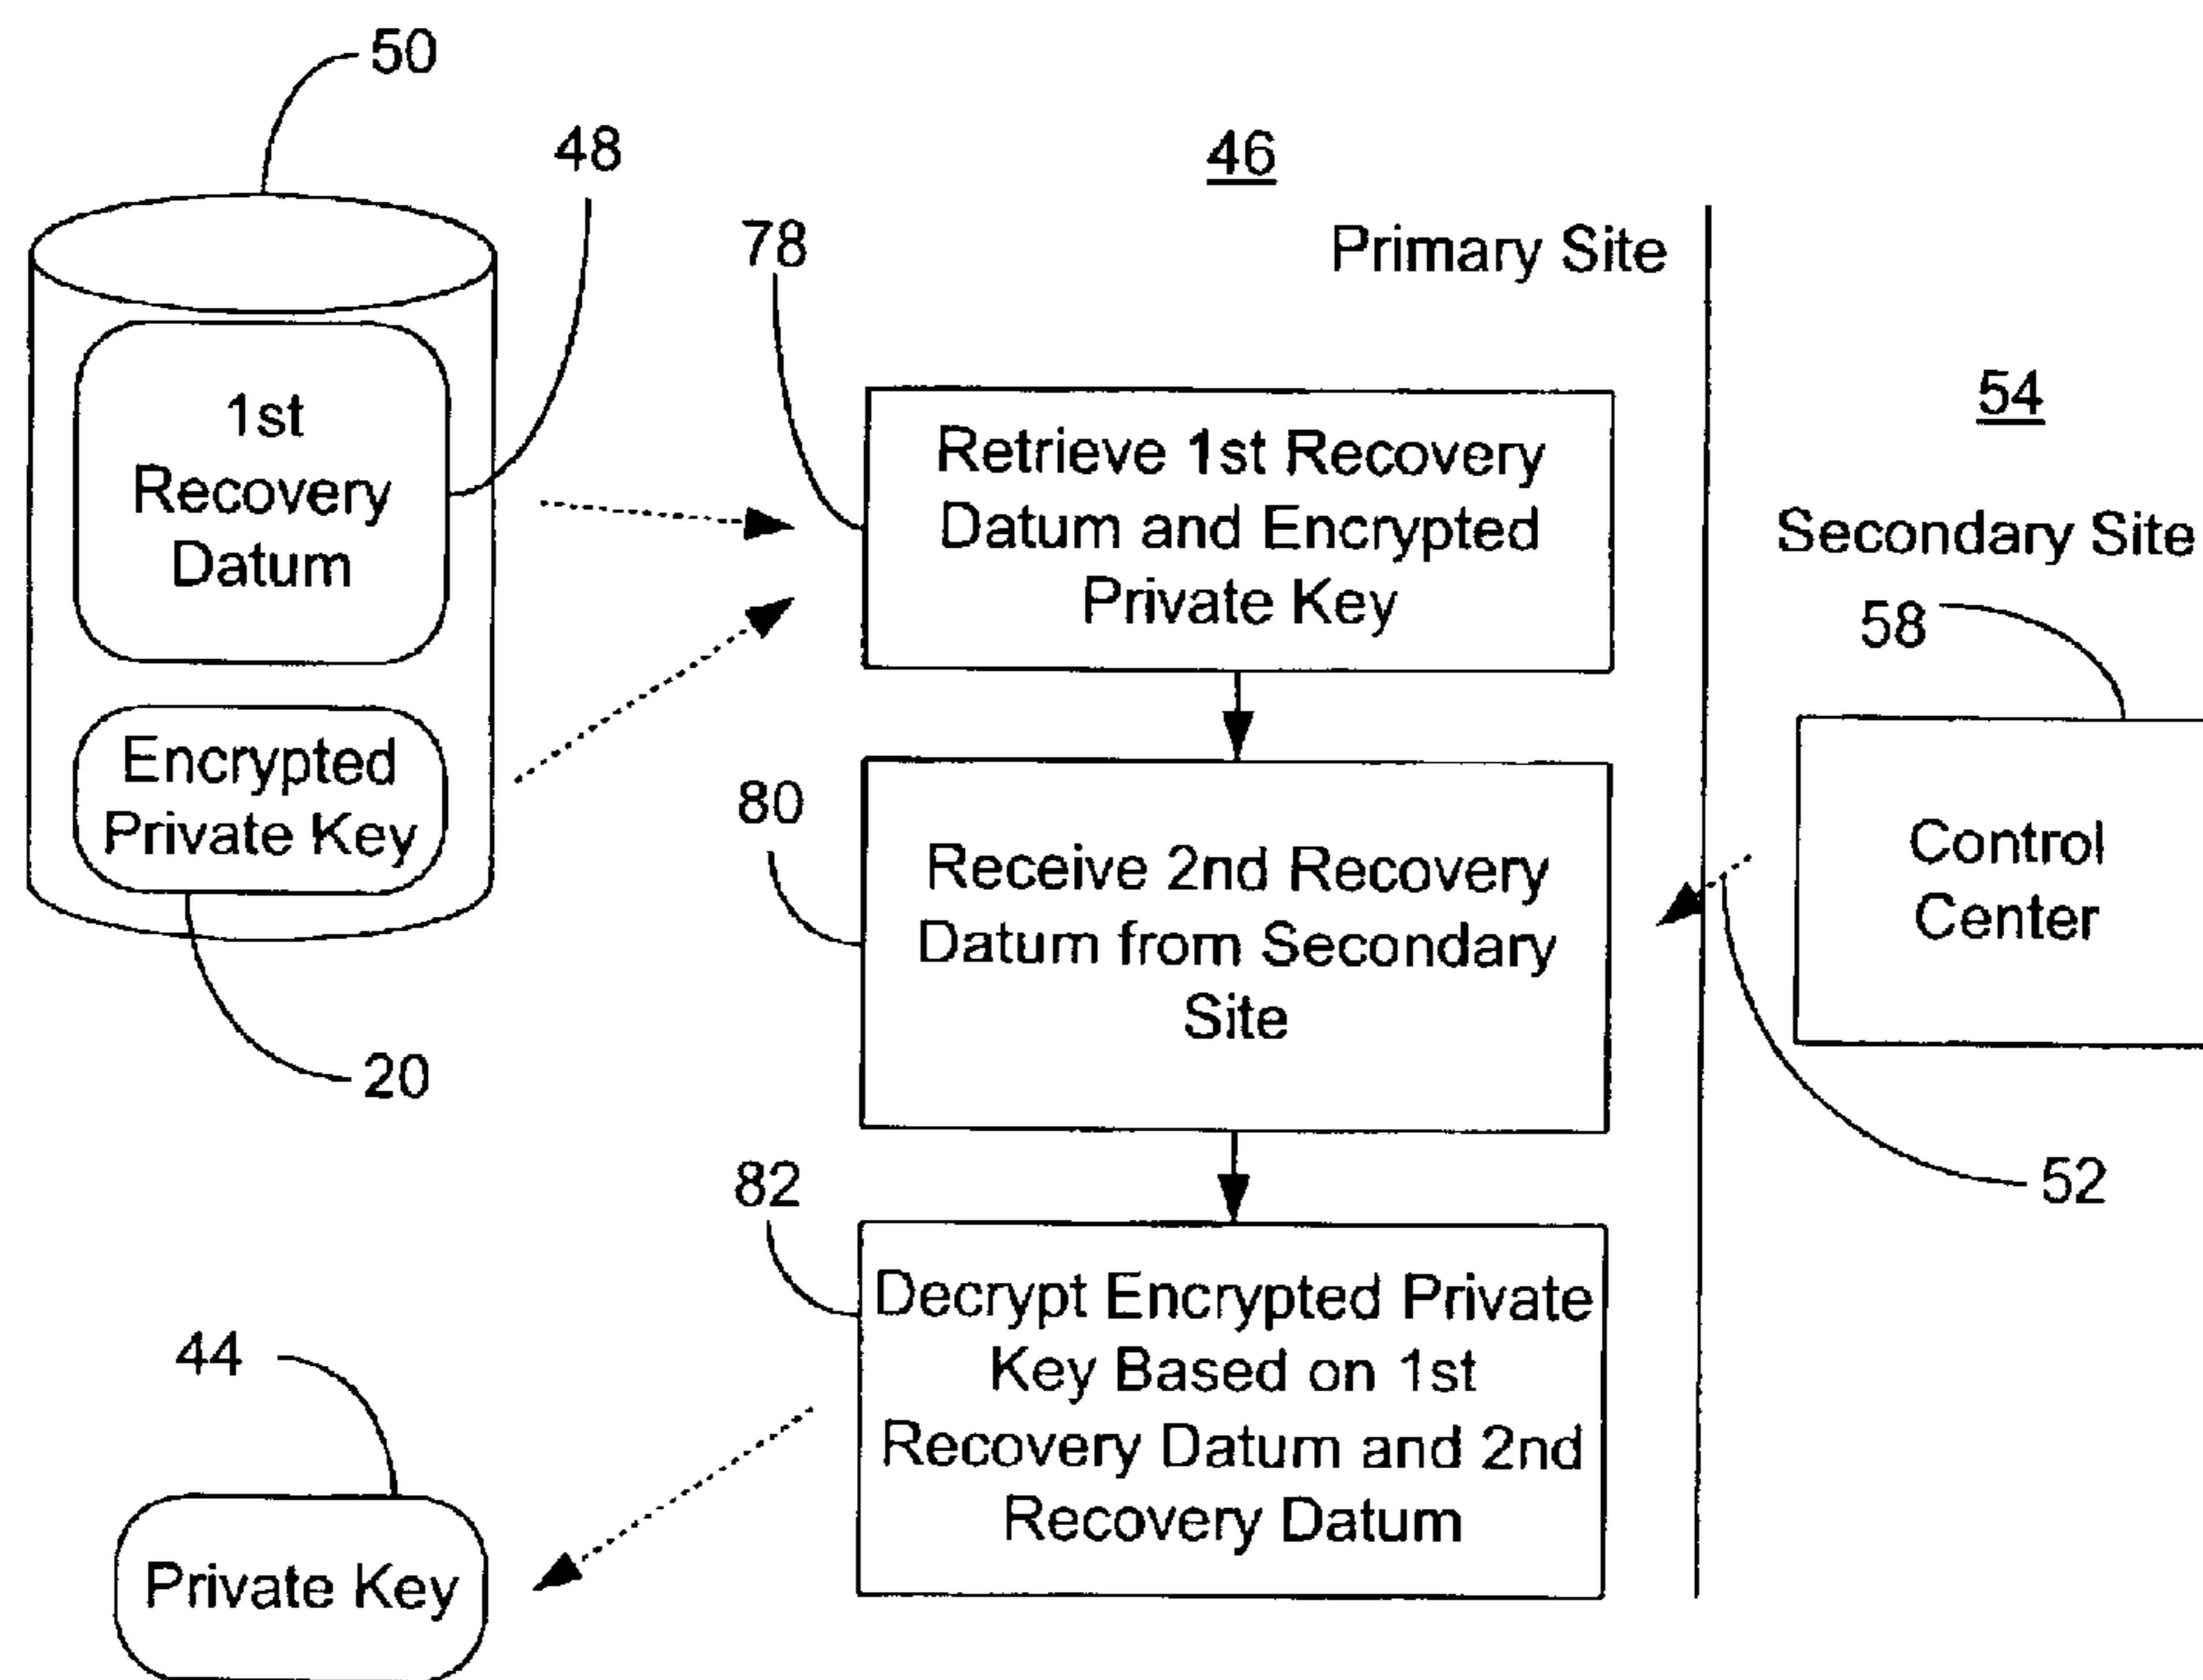 50
48
46
78
Primary Site
1st
Recovery
Datum
Retrieve 1st Recovery
Datum and Encrypted
Private Key
54
Secondary Site
58
Encrypted
Private Key
80
Receive 2nd Recovery
Datum from Secondary
Site
Control
Center
20
82
52
Decrypt Encrypted Private
Key Based on 1st
Recovery Datum and 2nd
Recovery Datum
44
Private Key